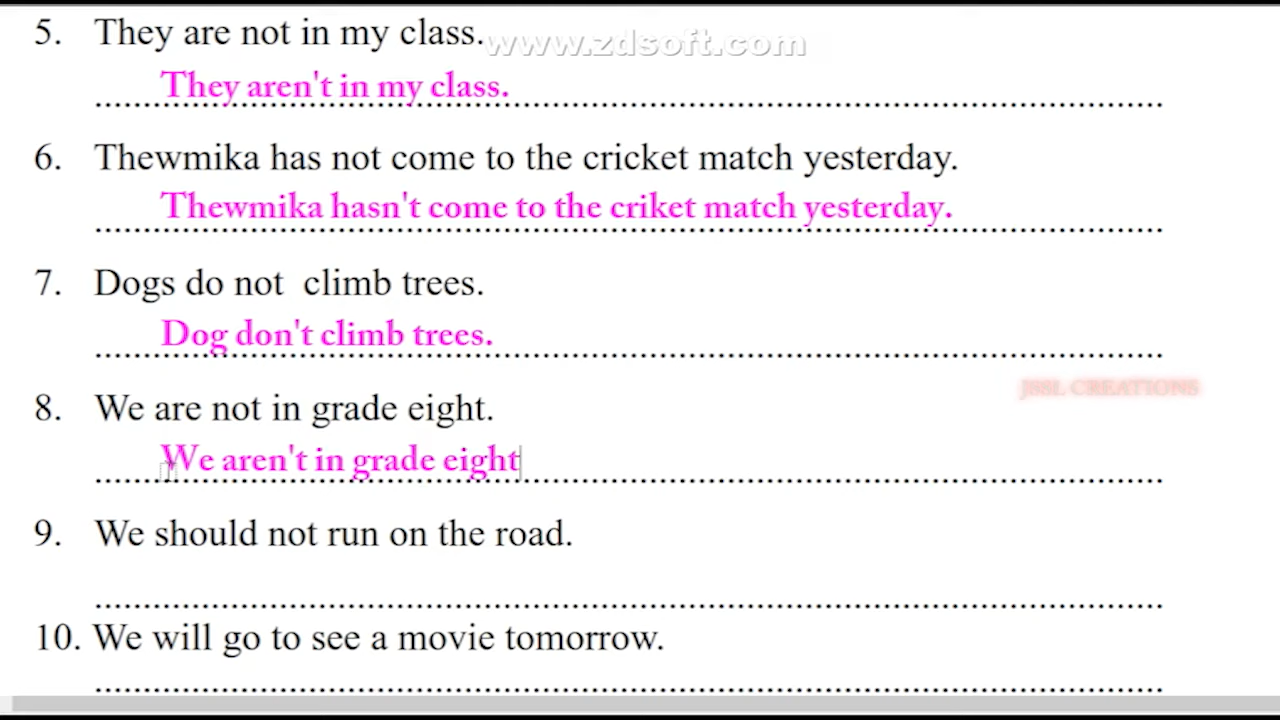 5. They are not in my class.
www.zdsoft.com
They aren't in my class.
6. Thewmika has not come to the cricket match yesterday.
Thewmika hasn't come to the criket match yesterday.
7. Dogs do not climb trees.
Dog don't climb trees.
JSSL CREATIONS
8. We are not in grade eight.
We aren't in grade eight
9. We should not run on the road.
10. We will go to see a movie tomorrow.